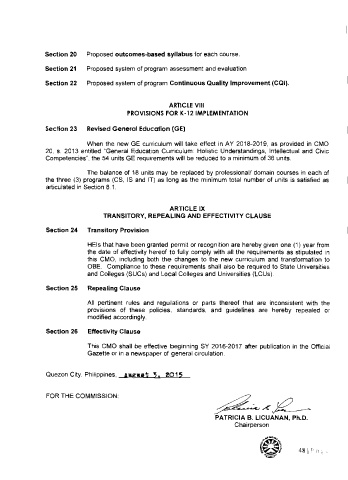 Section 20 Proposed outcomes-based syllabus for each course.
Section 21 Proposed system of program assessment and evaluation
Section 22 Proposed system of program Continuous Quality Improvement (CQI).
ARTICLE VIII
PROVISIONS FOR K-12 IMPLEMENTATION
Section 23 Revised General Education (GE)
When the new GE curriculum will take effect in AY 2018-2019, as provided in CMO
20, s. 2013 entitled "General Education Curriculum: Holistic Understandings, Intellectual and Civic
Competencies", the 54 units GE requirements will be reduced to a minimum of 36 units.
The balance of 18 units may be replaced by professional/ domain courses in each of
the three (3) programs (CS, IS and IT) as long as the minimum total number of units is satisfied as
articulated in Section 8.1.
ARTICLE IX
TRANSITORY, REPEALING AND EFFECTIVITY CLAUSE
Section 24 Transitory Provision
HEIs that have been granted permit or recognition are hereby given one (1) year from
the date of effectivity hereof to fully comply with all the requirements as stipulated in
this CMO, including both the changes to the new curriculum and transformation to
OBE. Compliance to these requirements shall also be required to State Universities
and Colleges (SUCs) and Local Colleges and Universities (LCUs).
Section 25 Repealing Clause
All pertinent rules and regulations or parts thereof that are inconsistent with the
provisions of these policies, standards, and guidelines are hereby repealed or
modified accordingly.
Section 26 Effectivity Clause
This CMO shall be effective beginning SY 2016-2017 after publication in the Official
Gazette or in a newspaper of general circulation.
Quezon City, Philippines, August 3, 2015
FOR THE COMMISSION:
PATRICIA B. LICUANAN, Ph.D.
Chairperson
48 |